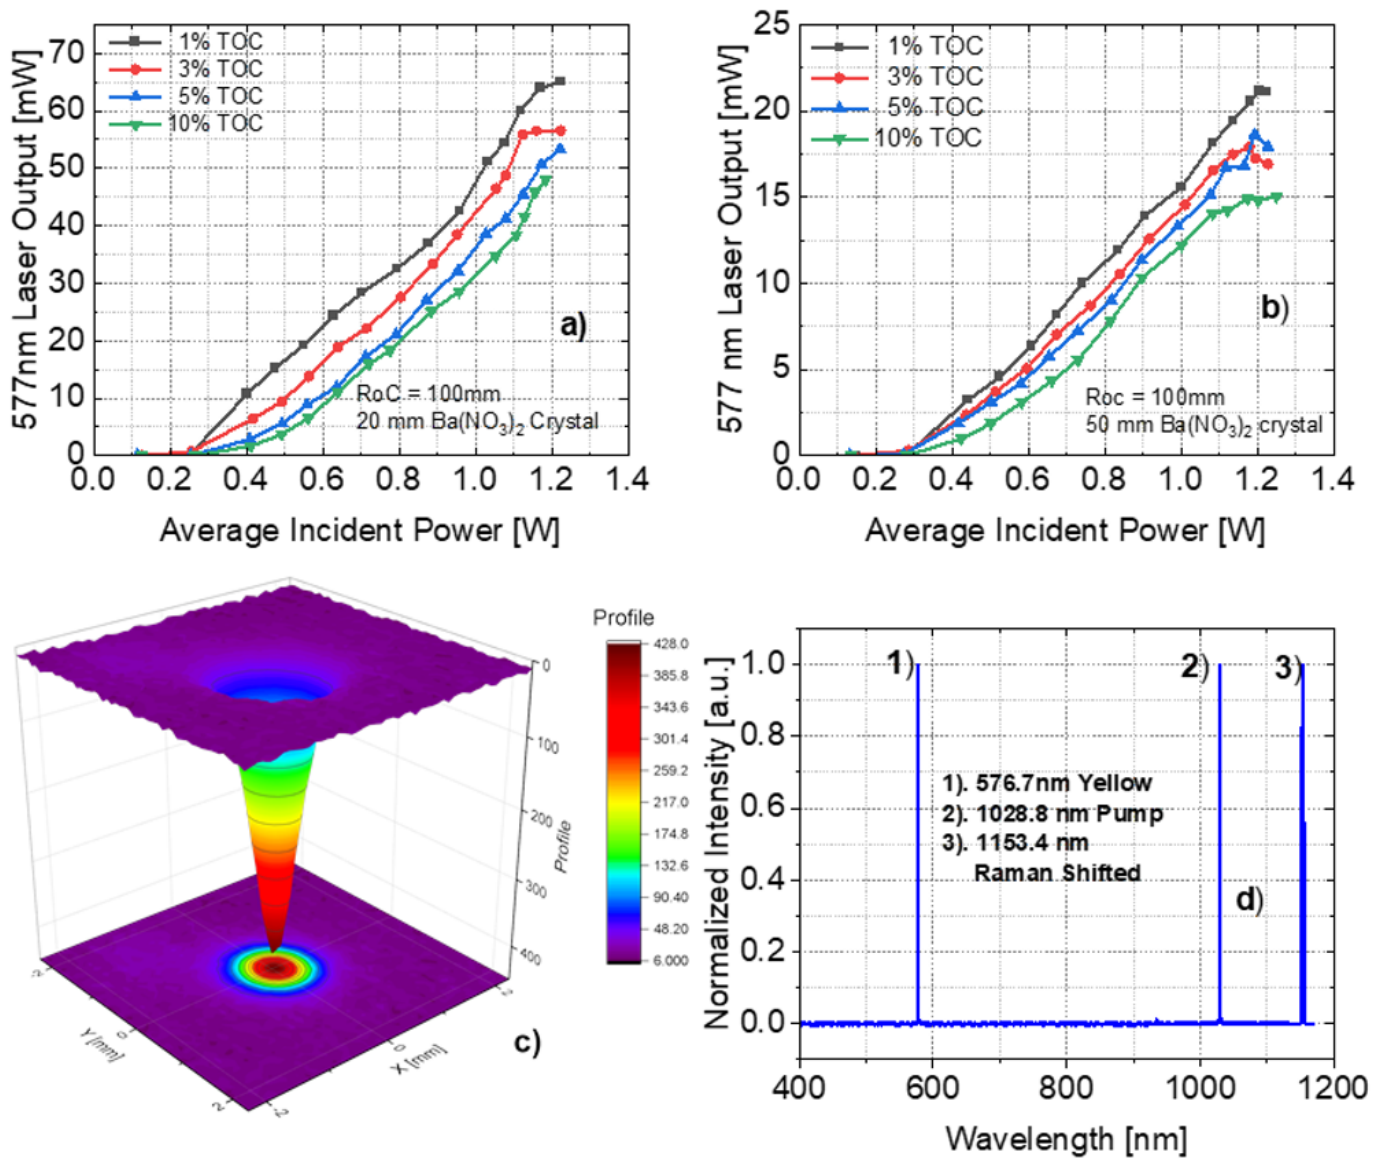 1% TOC
3% TOC
5% TOC
10% TOC
577nm Laser Output [mW]
70
60
50
40
30
20
10
0
a)
RoC = 100mm
20 mm Ba(NO3)2 Crystal
0.0 0.2 0.4 0.6 0.8 1.0 1.2 1.4
Average Incident Power [W]
1% TOC
3% TOC
5% TOC
10% TOC
577 nm Laser Output [mW]
25
20
15
10
5
0
b)
Roc = 100mm
50 mm Ba(NO3)2 crystal
0.0 0.2 0.4 0.6 0.8 1.0 1.2 1.4
Average Incident Power [W]
Profile
428.0
385.8
343.6
301.4
259.2
217.0
174.8
132.6
90.40
48.20
6.000
0
100
200
300
400
Profile
-2
0
2
Y [mm]
-2
0
2
X [mm]
c)
Normalized Intensity [a.u.]
1.0
0.8
0.6
0.4
0.2
0.0
1) 2) 3)
1). 576.7nm Yellow
2). 1028.8 nm Pump
3). 1153.4 nm
Raman Shifted
d)
400 600 800 1000 1200
Wavelength [nm]